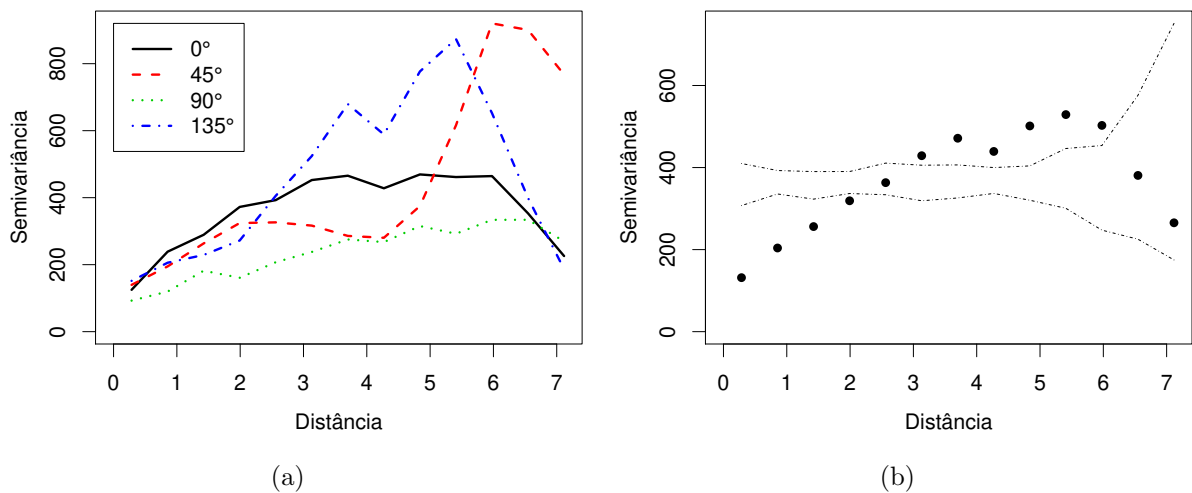 0°
45°
90°
135°
Semivariância
0 200 400 600 800
0 1 2 3 4 5 6 7
Distância
(a)
Semivariância
0 200 400 600
0 1 2 3 4 5 6 7
Distância
(b)